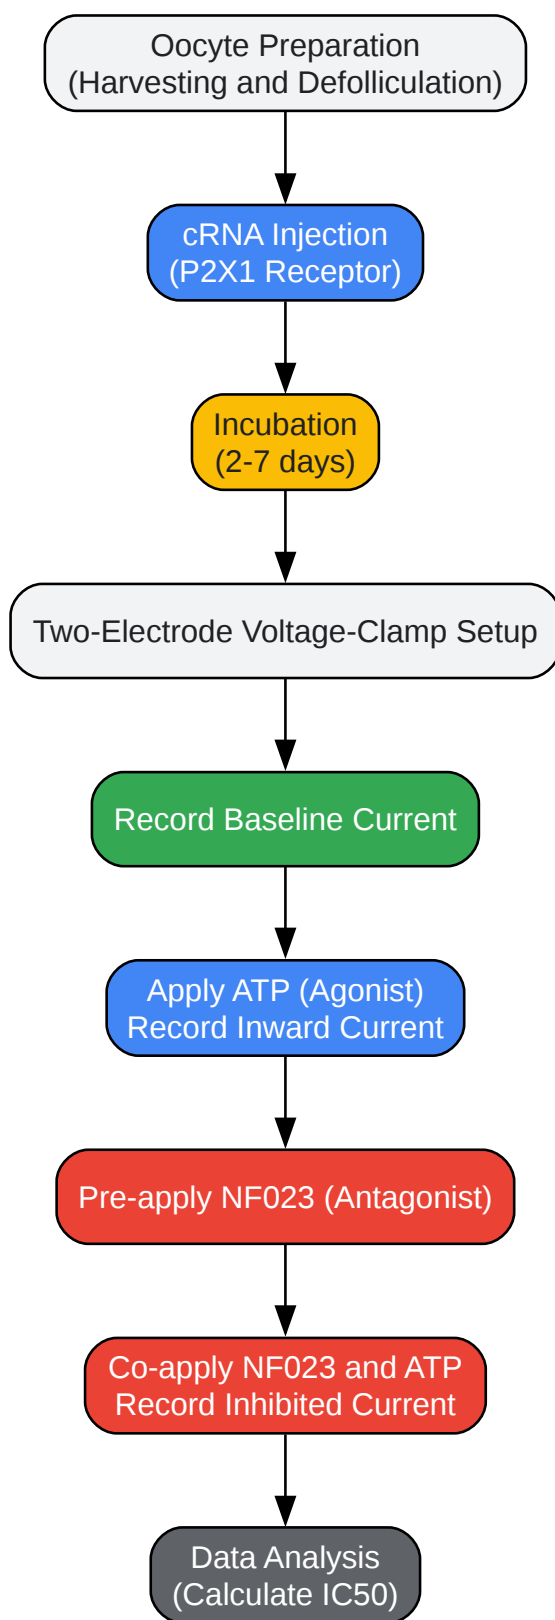 Oocyte Preparation
(Harvesting and Defolliculation)
cRNA Injection
(P2X1 Receptor)
Incubation
(2-7 days)
Two-Electrode Voltage-Clamp Setup
Record Baseline Current
Apply ATP (Agonist)
Record Inward Current
Pre-apply NF023 (Antagonist)
Co-apply NF023 and ATP
Record Inhibited Current
Data Analysis
(Calculate IC50)